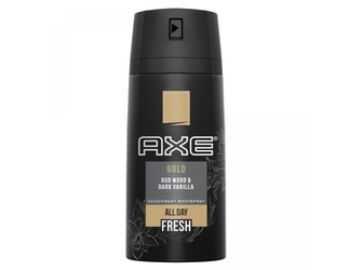 AXE
GOLD
OUD WOOD &
DARK VANILLA
DEODORANT BODYSPRAY
ALL DAY
FRESH